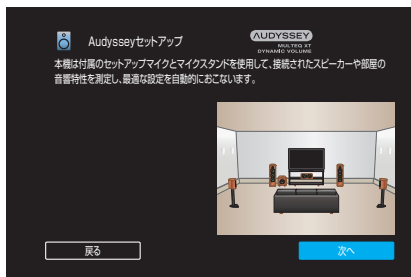 Audysseyセットアップ
AUDYSSEY
MULTEQ XT
DYNAMIC VOLUME
本機は付属のセットアップマイクとマイクスタンドを使用して、接続されたスピーカーや部屋の
音響特性を測定し、最適な設定を自動的におこないます。
戻る
次へ